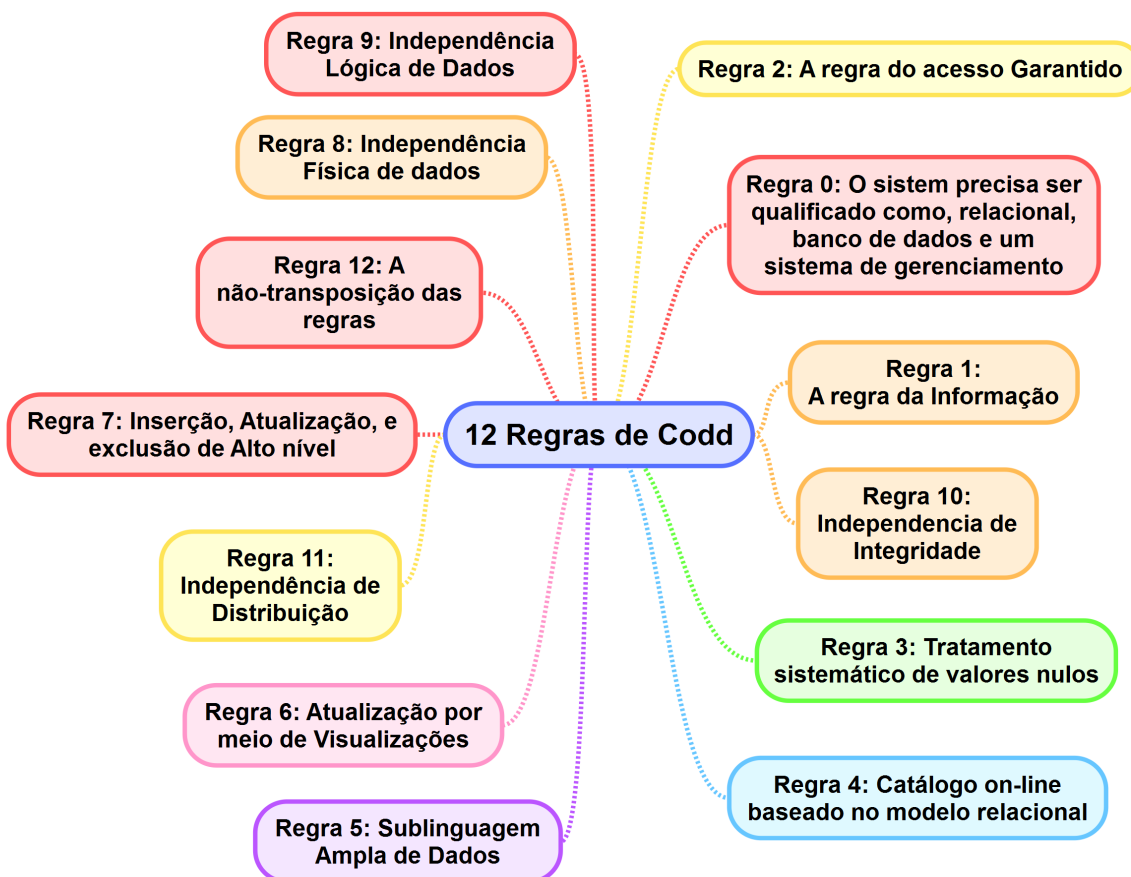 Regra 9: Independência
Lógica de Dados
Regra 2: A regra do acesso Garantido
Regra 8: Independência
Física de dados
Regra 0: O sistem precisa ser
qualificado como, relacional,
banco de dados e um
sistema de gerenciamento
Regra 12: A
não-transposição das
regras
Regra 1:
A regra da Informação
Regra 7: Inserção, Atualização, e
exclusão de Alto nível
12 Regras de Codd
Regra 10:
Independencia de
Integridade
Regra 11:
Independência de
Distribuição
Regra 3: Tratamento
sistemático de valores nulos
Regra 6: Atualização por
meio de Visualizações
Regra 4: Catálogo on-line
baseado no modelo relacional
Regra 5: Sublinguagem
Ampla de Dados